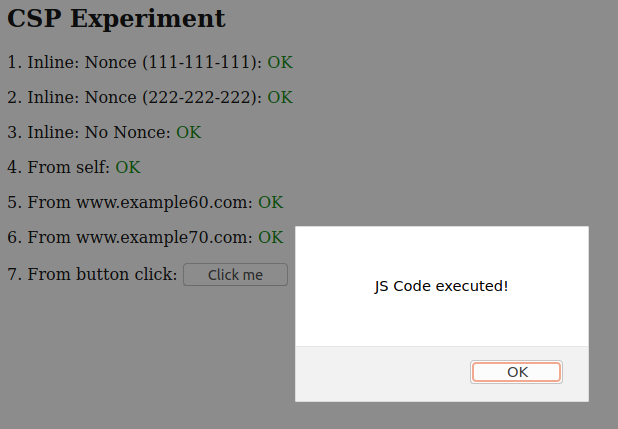 CSP Experiment
1. Inline: Nonce (111-111-111): OK
2. Inline: Nonce (222-222-222): OK
3. Inline: No Nonce: OK
4. From self: OK
5. From www.example60.com: OK
6. From www.example70.com: OK
7. From button click: Click me
JS Code executed!
OK